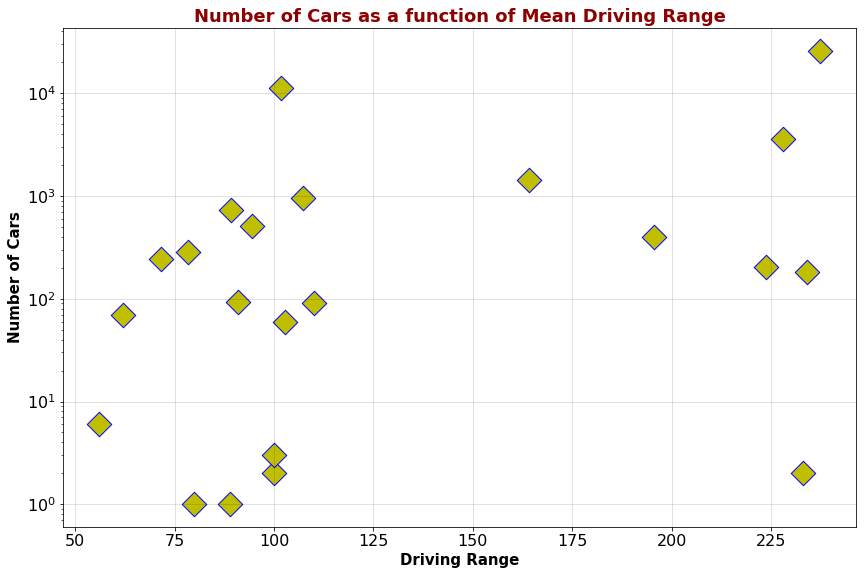 Number of Cars as a function of Mean Driving Range
Number of Cars
10⁴
10³
10²
10¹
10⁰
50 75 100 125 150 175 200 225
Driving Range